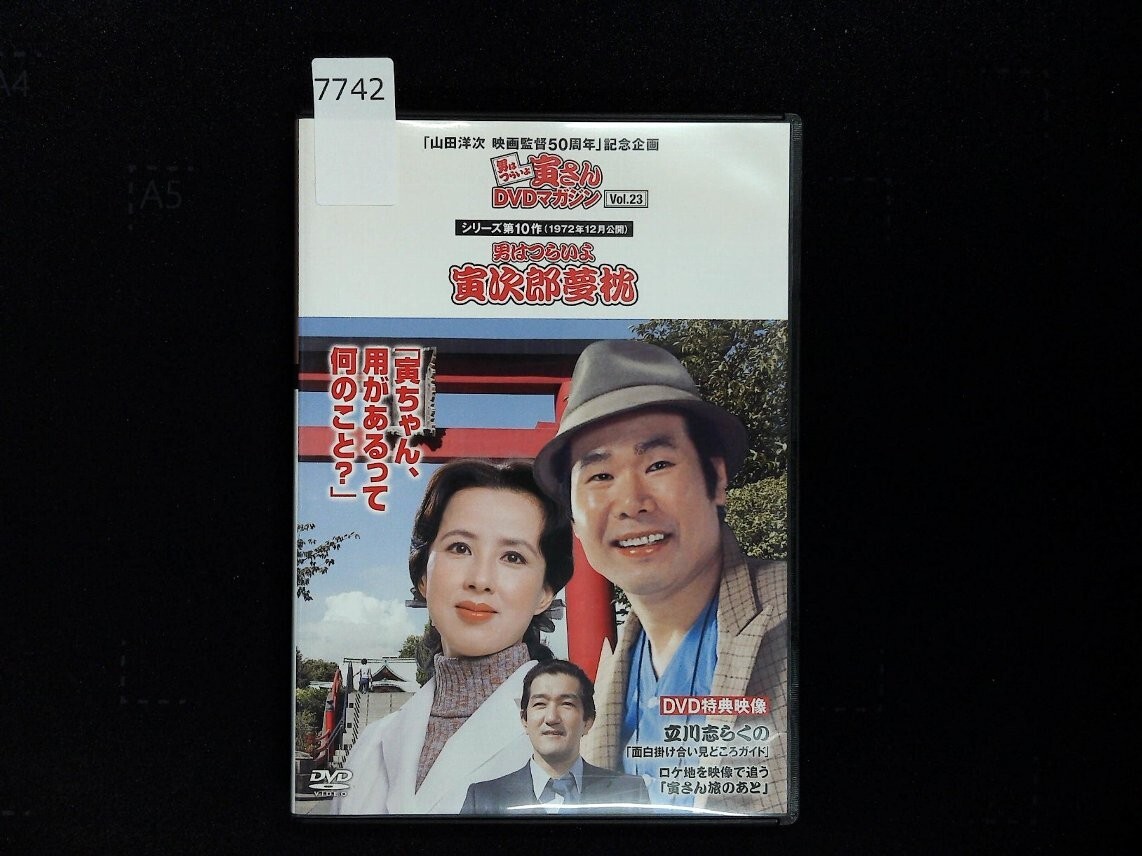 7742
A4
A5
「山田洋次 映画監督50周年」記念企画
男は
つらいよ
寅さん
DVDマガジン Vol.23
シリーズ第10作(1972年12月公開)
男はつらいよ
寅次郎夢枕
「寅ちゃん、
用があるって
何のこと?」
DVD特典映像
立川志らくの
「面白掛け合い見どころガイド」
ロケ地を映像で追う
「寅さん旅のあと」
DVD
VIDEO